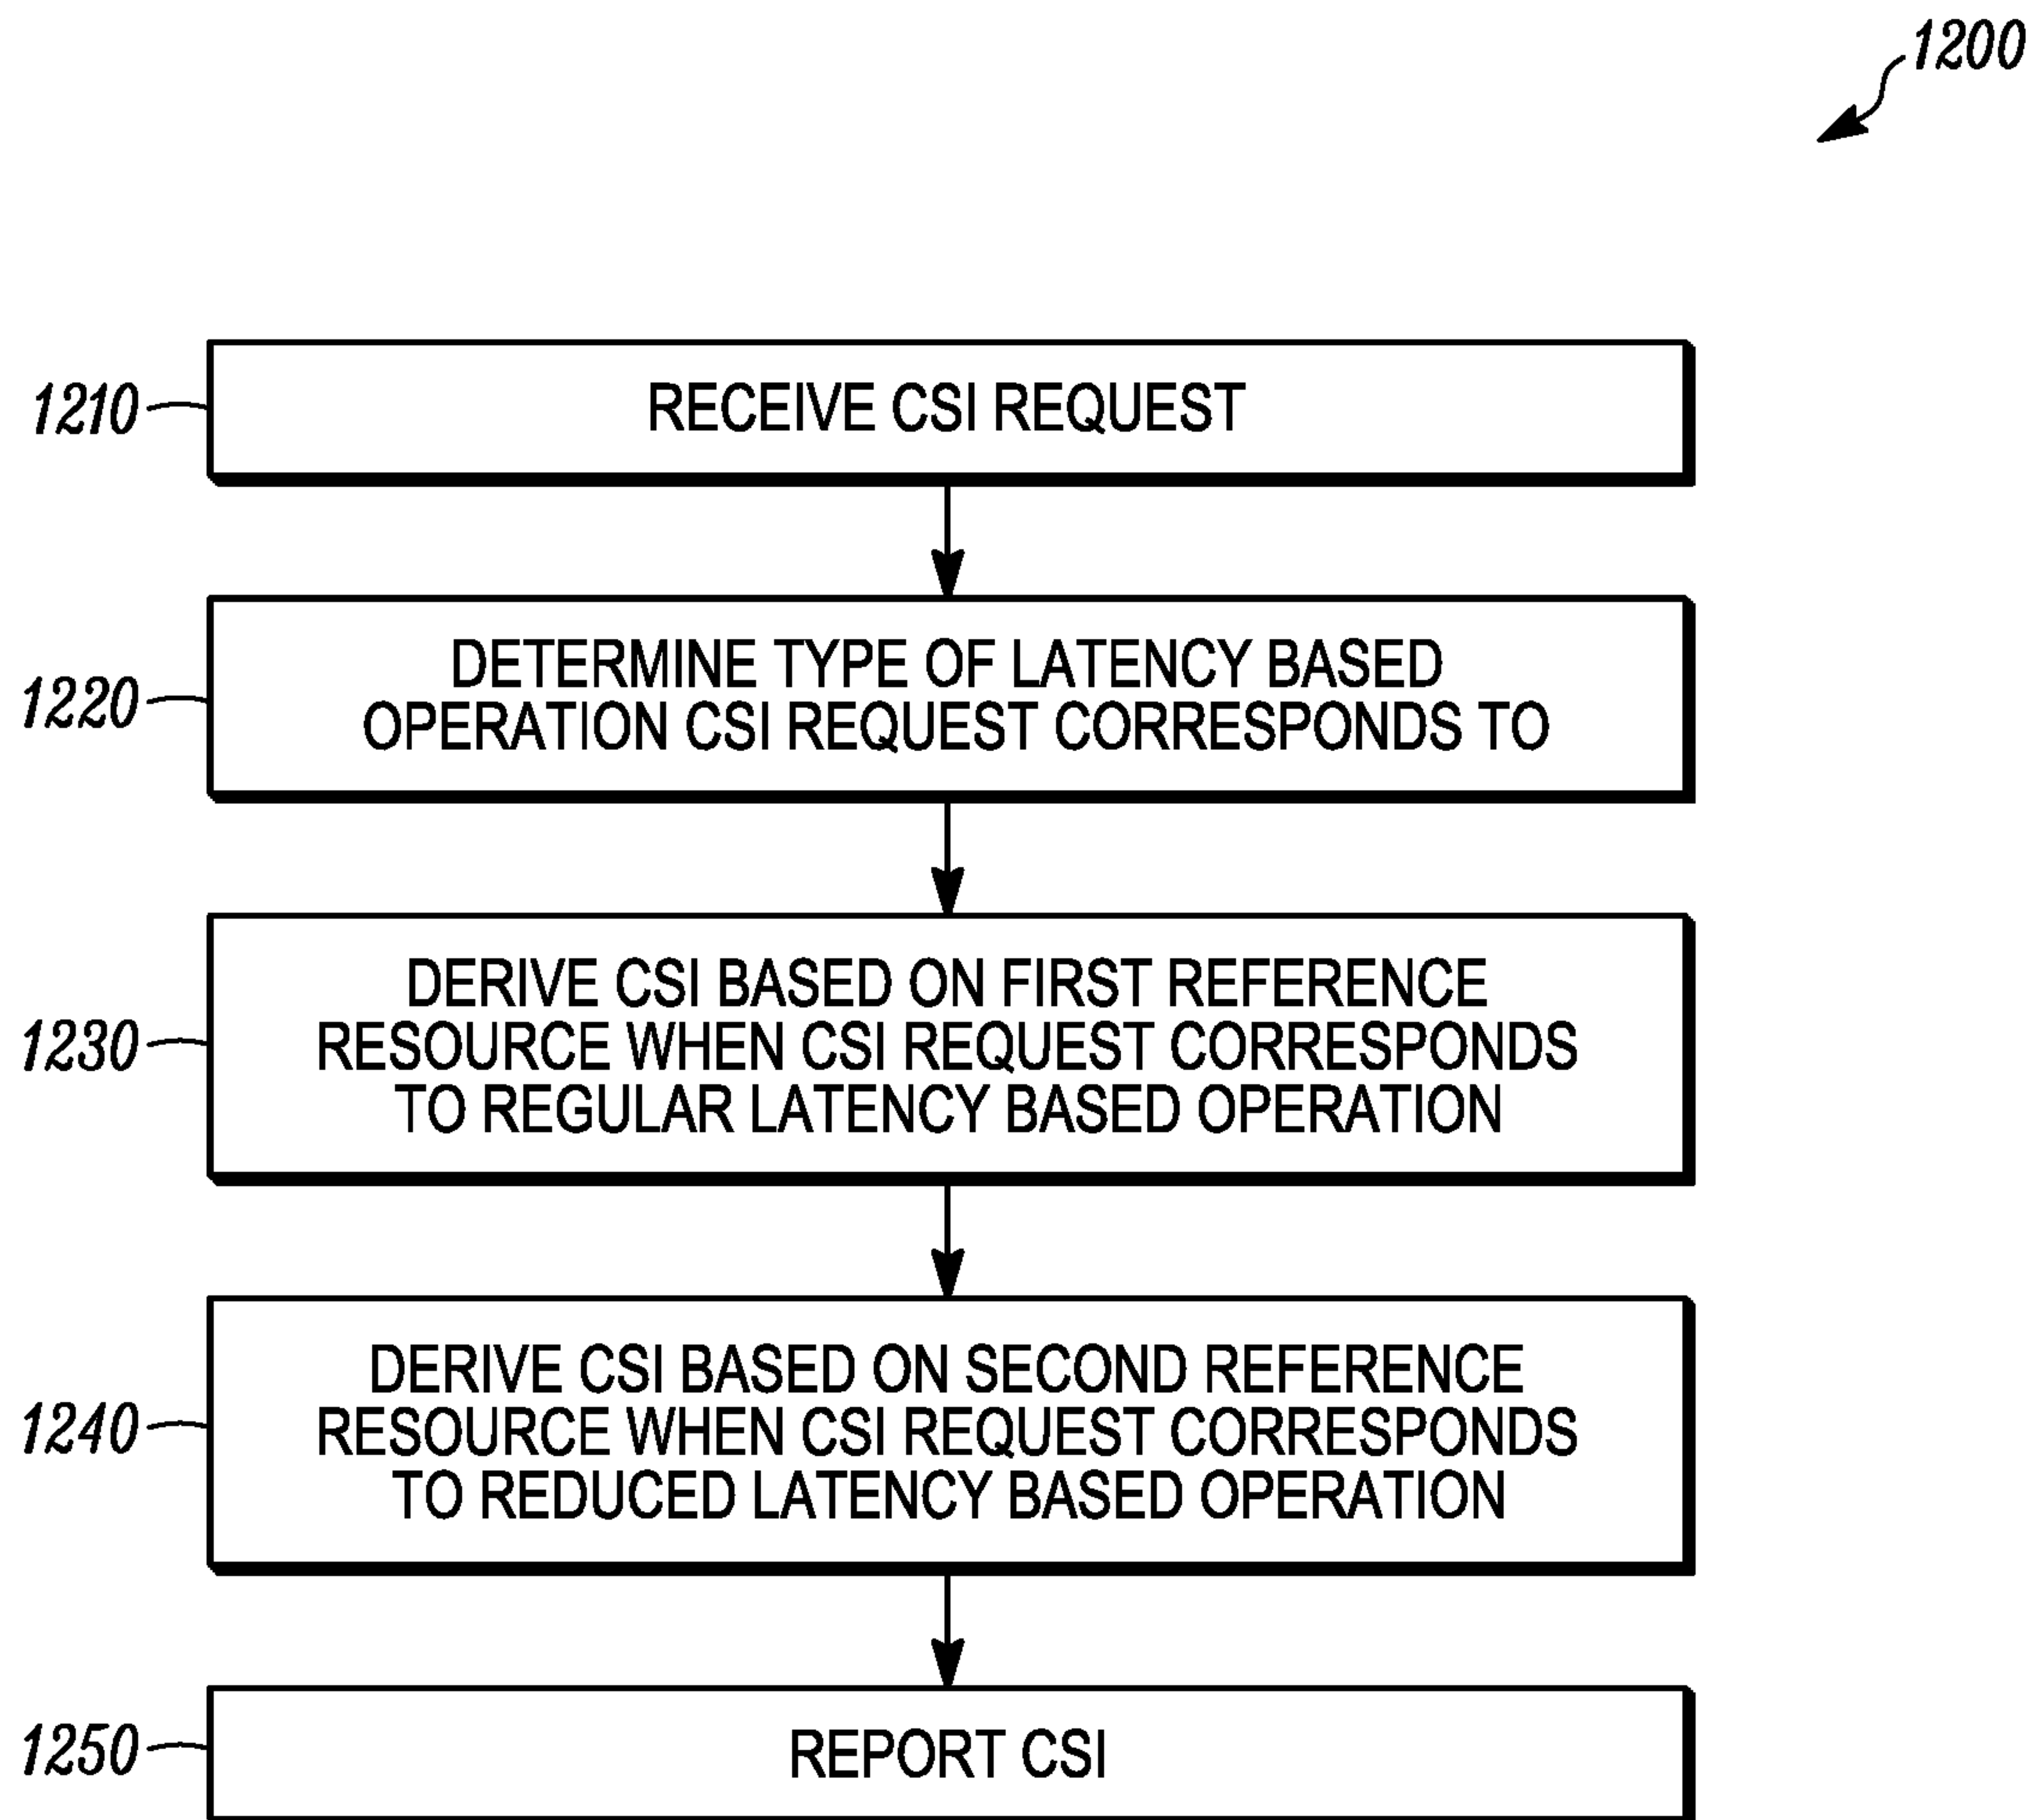 1200
1210
RECEIVE CSI REQUEST
1220
DETERMINE TYPE OF LATENCY BASED
OPERATION CSI REQUEST CORRESPONDS TO
1230
DERIVE CSI BASED ON FIRST REFERENCE
RESOURCE WHEN CSI REQUEST CORRESPONDS
TO REGULAR LATENCY BASED OPERATION
1240
DERIVE CSI BASED ON SECOND REFERENCE
RESOURCE WHEN CSI REQUEST CORRESPONDS
TO REDUCED LATENCY BASED OPERATION
1250
REPORT CSI